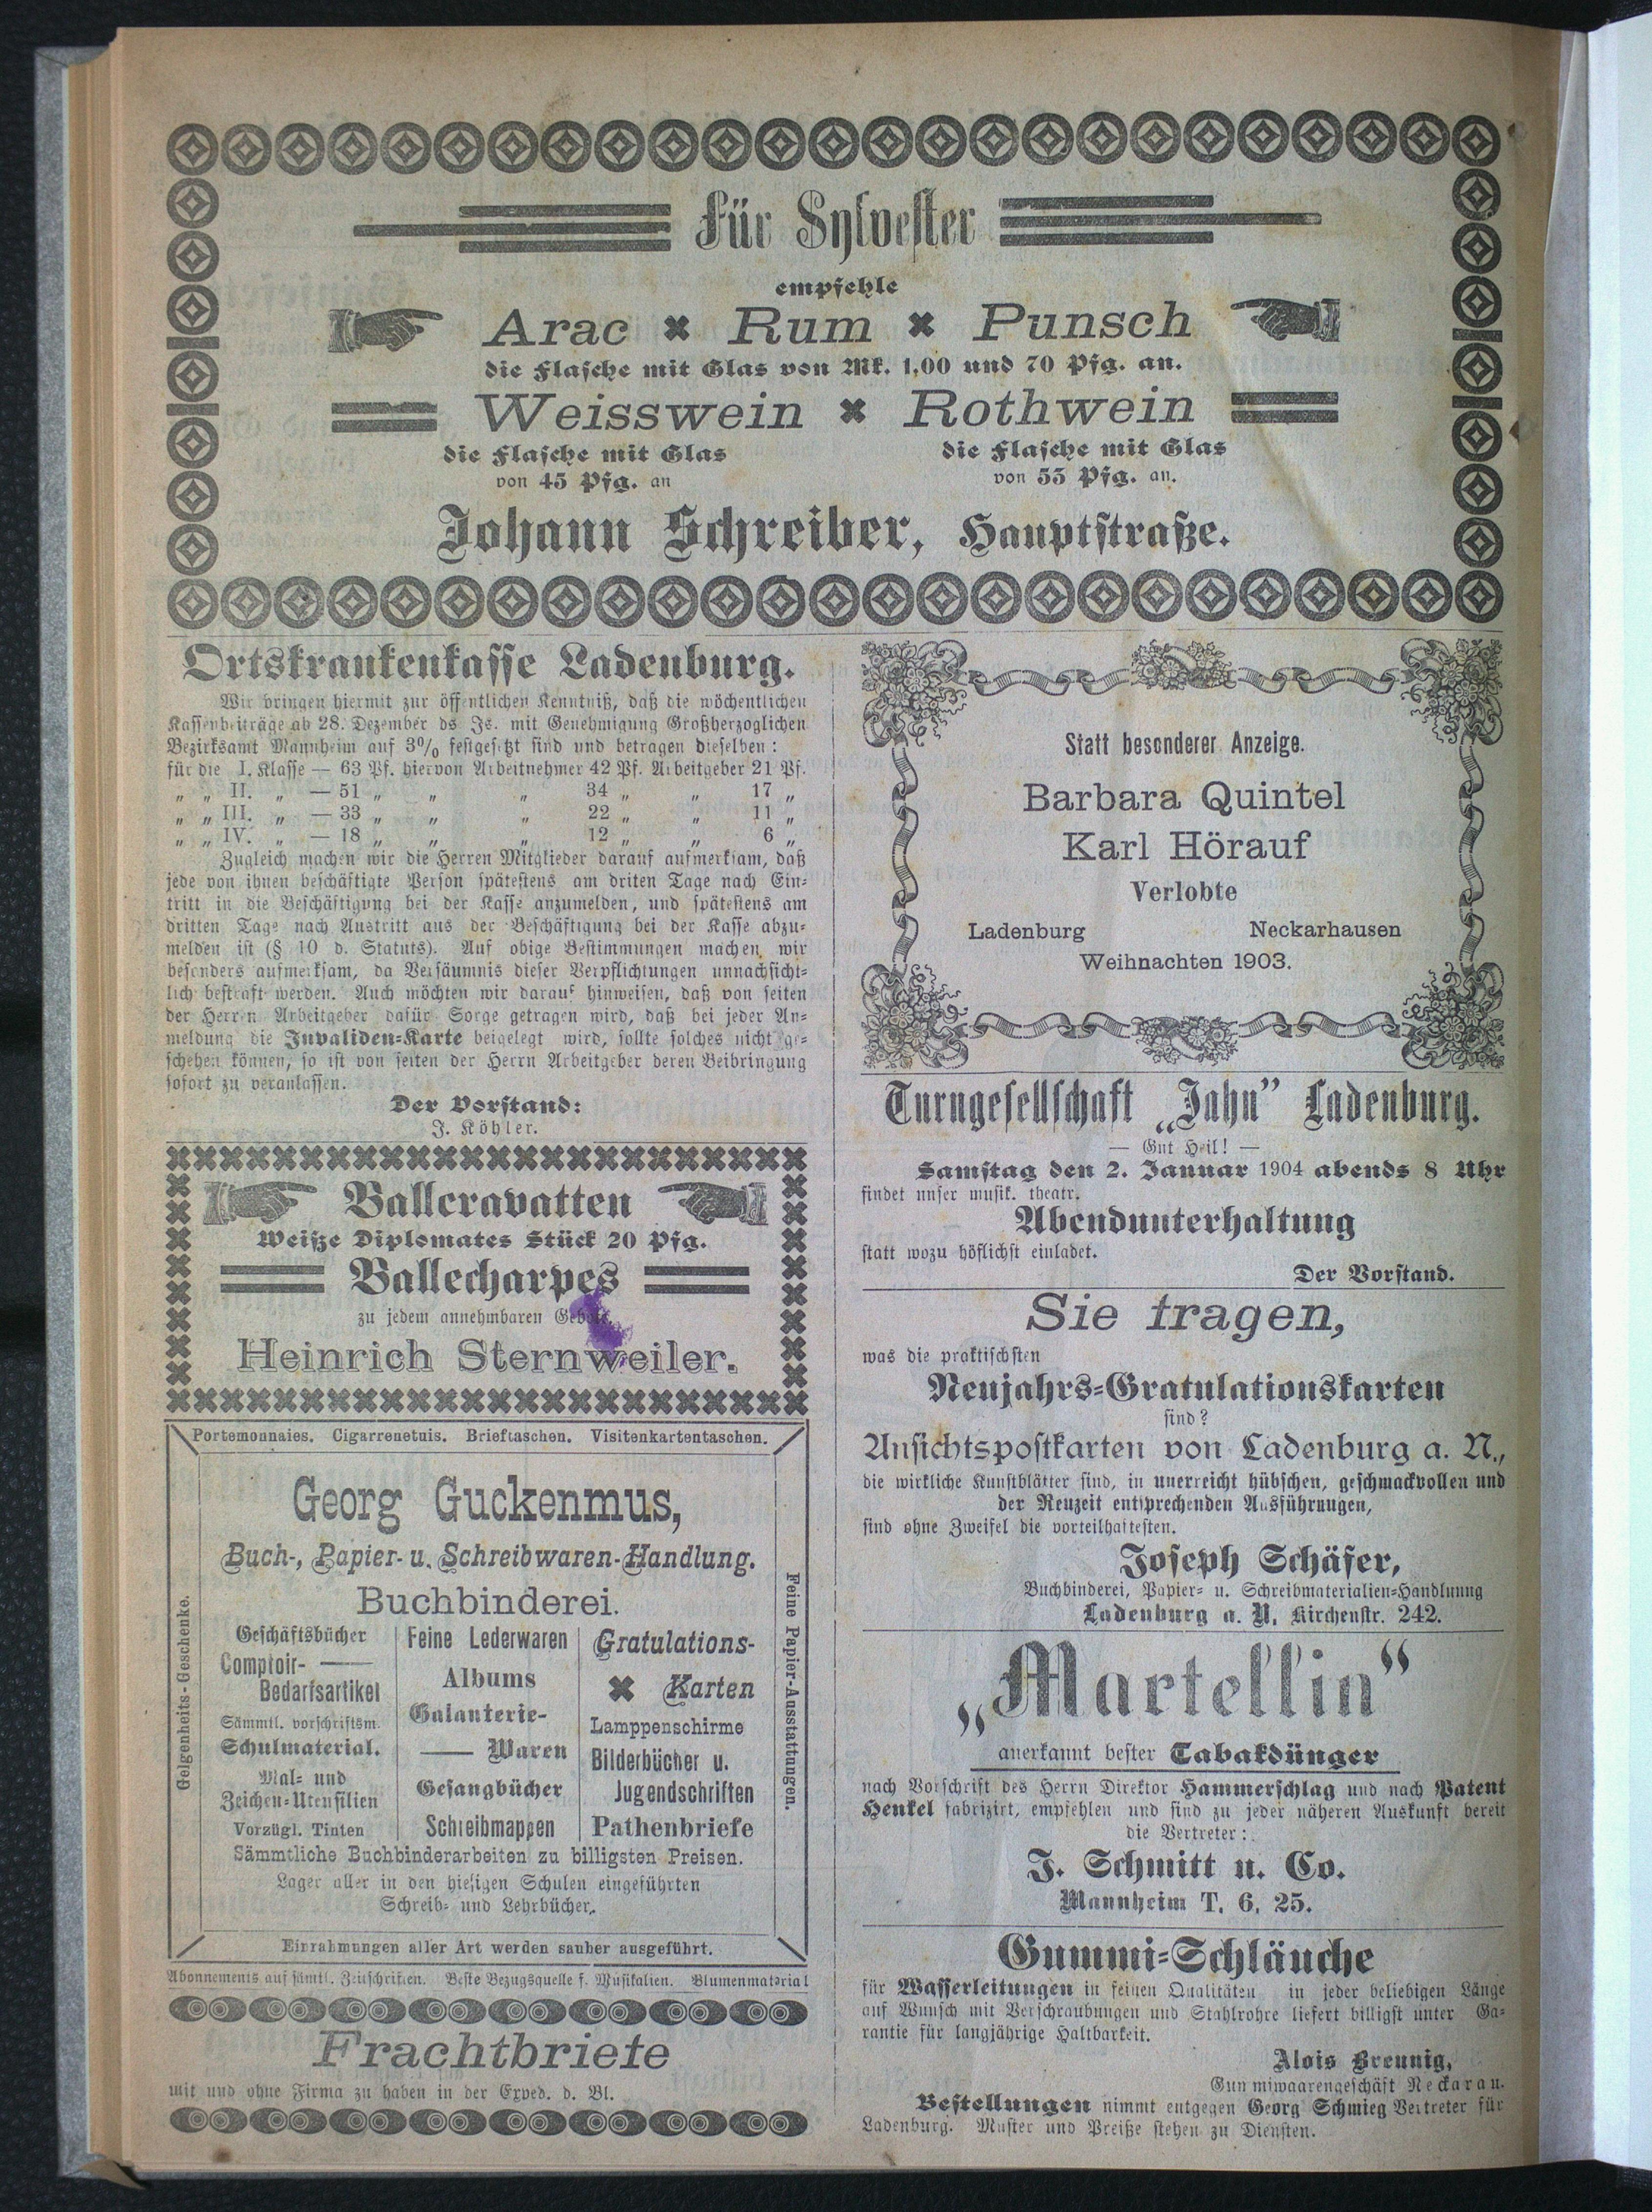 Für Sylvester
empfehle
Arac ✖ Rum ✖ Punsch
die Flasche mit Glas von Mk. 1,00 und 70 Pfg. an.
Weisswein ✖ Rothwein
die Flasche mit Glas
von 45 Pfg. an
die Flasche mit Glas
von 55 Pfg. an.
Johann Schreiber, Hauptstraße.
Ortskrankenkasse Ladenburg.
Wir bringen hiermit zur öffentlichen Kenntniß, daß die wöchentlichen
Kassenbeiträge ab 28. Dezember ds Js. mit Genehmigung Großherzoglichen
Bezirksamt Mannheim auf 3% festgesetzt sind und betragen dieselben:
für die I. Klasse — 63 Pf. hiervon Arbeitnehmer 42 Pf. Arbeitgeber 21 Pf.
„ „ II. „ — 51 „ „ „ 34 „ „ 17 „
„ „ III. „ — 33 „ „ „ 22 „ „ 11 „
„ „ IV. „ — 18 „ „ „ 12 „ „ 6 „
Zugleich machen wir die Herren Mitglieder darauf aufmerksam, daß
jede von ihnen beschäftigte Person spätestens am driten Tage nach Ein-
tritt in die Beschäftigung bei der Kasse anzumelden, und spätestens am
dritten Tage nach Austritt aus der Beschäftigung bei der Kasse abzu-
melden ist (§ 10 d. Statuts). Auf obige Bestimmungen machen wir
besonders aufmerksam, da Versäumnis dieser Verpflichtungen unnachsicht-
lich bestraft werden. Auch möchten wir darauf hinweisen, daß von seiten
der Herren Arbeitgeber dafür Sorge getragen wird, daß bei jeder An-
meldung die Invaliden-Karte beigelegt wird, sollte solches nicht ge-
schehen können, so ist von seiten der Herrn Arbeitgeber deren Beibringung
sofort zu veranlassen.
Der Vorstand:
J. Köhler.
Ballcravatten
Weiße Diplomates Stück 20 Pfg.
Ballecharpes
zu jedem annehmbaren Gebote.
Heinrich Sternweiler.
Portemonnaies. Cigarrenetuis. Brieftaschen. Visitenkartentaschen.
Gelgenheits-Geschenke.
Georg Guckenmus,
Buch-, Papier- u. Schreibwaren-Handlung.
Buchbinderei.
Geschäftsbücher
Comptoir-
Bedarfsartikel
Sämmtl. vorschriftsm.
Schulmaterial.
Mal- und
Zeichen-Utensilien
Vorzügl. Tinten
Feine Lederwaren
Albums
Galanterie-
Waren
Gesangbücher
Schreibmappen
Gratulations-
✖ Karten
Lamppenschirme
Bilderbücher u.
Jugendschriften
Pathenbriefe
Feine Papier-Ausstattungen.
Sämmtliche Buchbinderarbeiten zu billigsten Preisen.
Lager aller in den hiesigen Schulen eingeführten
Schreib- und Lehrbücher.
Einrahmungen aller Art werden sauber ausgeführt.
Abonnements auf sämtl. Zeitschriften. Beste Bezugsquelle f. Musikalien. Blumenmaterial
Frachtbriefe
mit und ohne Firma zu haben in der Exped. d. Bl.
Statt besonderer Anzeige.
Barbara Quintel
Karl Hörauf
Verlobte
Ladenburg Neckarhausen
Weihnachten 1903.
Turngesellschaft „Jahn” Ladenburg.
— Gut Heil! —
Samstag den 2. Januar 1904 abends 8 Uhr
findet unser musik. theatr.
Abendunterhaltung
statt wozu höflichst einladet.
Der Vorstand.
Sie fragen,
was die praktischsten
Neujahrs-Gratulationskarten
sind?
Ansichtspostkarten von Ladenburg a. N.,
die wirkliche Kunstblätter sind, in unerreicht hübschen, geschmackvollen und
der Neuzeit entsprechenden Ausführungen,
sind ohne Zweifel die vorteilhaftesten.
Joseph Schäfer,
Buchbinderei, Papier- u. Schreibmaterialien-Handlunng
Ladenburg a. N. Kirchenstr. 242.
„Martellin“
anerkannt bester Tabakdünger
nach Vorschrift des Herrn Direktor Hammerschlag und nach Patent
Henkel fabrizirt, empfehlen und sind zu jeder näheren Auskunft bereit
die Vertreter:
J. Schmitt u. Co.
Mannheim T. 6, 25.
Gummi-Schläuche
für Wasserleitungen in feinen Qualitäten in jeder beliebigen Länge
auf Wunsch mit Verschraubungen und Stahlrohre liefert billigst unter Ga-
rantie für langjährige Haltbarkeit.
Alois Breunig,
Gummiwaarengeschäft Neckarau.
Bestellungen nimmt entgegen Georg Schmieg Vertreter für
Ladenburg. Muster und Preiße stehen zu Diensten.